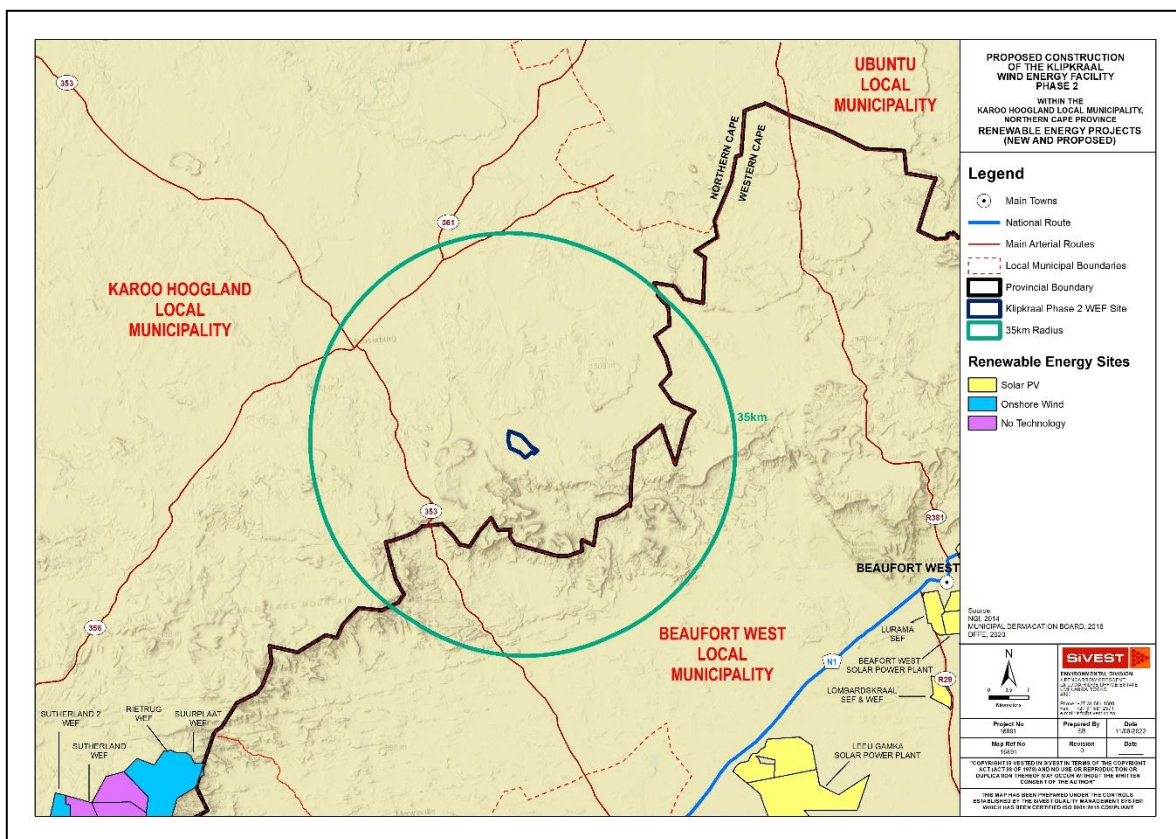 353
UBUNTU
LOCAL
MUNICIPALITY
NORTHERN CAPE
WESTERN CAPE
361
KAROO HOOGLAND
LOCAL
MUNICIPALITY
35km
353
R381
BEAUFORT WEST
356
BEAUFORT WEST
LOCAL
MUNICIPALITY
N1
LURAMA
SEF
BEAFORT WEST
SOLAR POWER PLANT
R29
LOMBARDSKRAAL
SEF & WEF
SUTHERLAND 2
WEF
RIETRUG
WEF
SUURPLAAT
WEF
SUTHERLAND
WEF
LEEU GAMKA
SOLAR POWER PLANT
PROPOSED CONSTRUCTION
OF THE KLIPKRAAL
WIND ENERGY FACILITY
PHASE 2
WITHIN THE
KAROO HOOGLAND LOCAL MUNICIPALITY,
NORTHERN CAPE PROVINCE
RENEWABLE ENERGY PROJECTS
(NEW AND PROPOSED)
Legend
Main Towns
National Route
Main Arterial Routes
Local Municipal Boundaries
Provincial Boundary
Klipkraal Phase 2 WEF Site
35km Radius
Renewable Energy Sites
Solar PV
Onshore Wind
No Technology
Source:
NGI, 2014
MUNICIPAL DERMACATION BOARD, 2016
DFFE, 2020
N
Kilometers
SiVEST
ENVIRONMENTAL DIVISION
Project No
Prepared By
Date
SB
11/08/2022
Map Ref No
Revision
Date
"COPYRIGHT IS VESTED IN SIVEST IN TERMS OF THE COPYRIGHT
ACT (ACT 98 OF 1978) AND NO USE OR REPRODUCTION OR
DUPLICATION THEREOF MAY OCCUR WITHOUT THE WRITTEN
CONSENT OF THE AUTHOR"
THIS MAP HAS BEEN PREPARED UNDER THE CONTROLS
ESTABLISHED BY THE SIVEST QUALITY MANAGEMENT SYSTEM
WHICH HAS BEEN CERTIFIED ISO 9001:2015 COMPLIANT